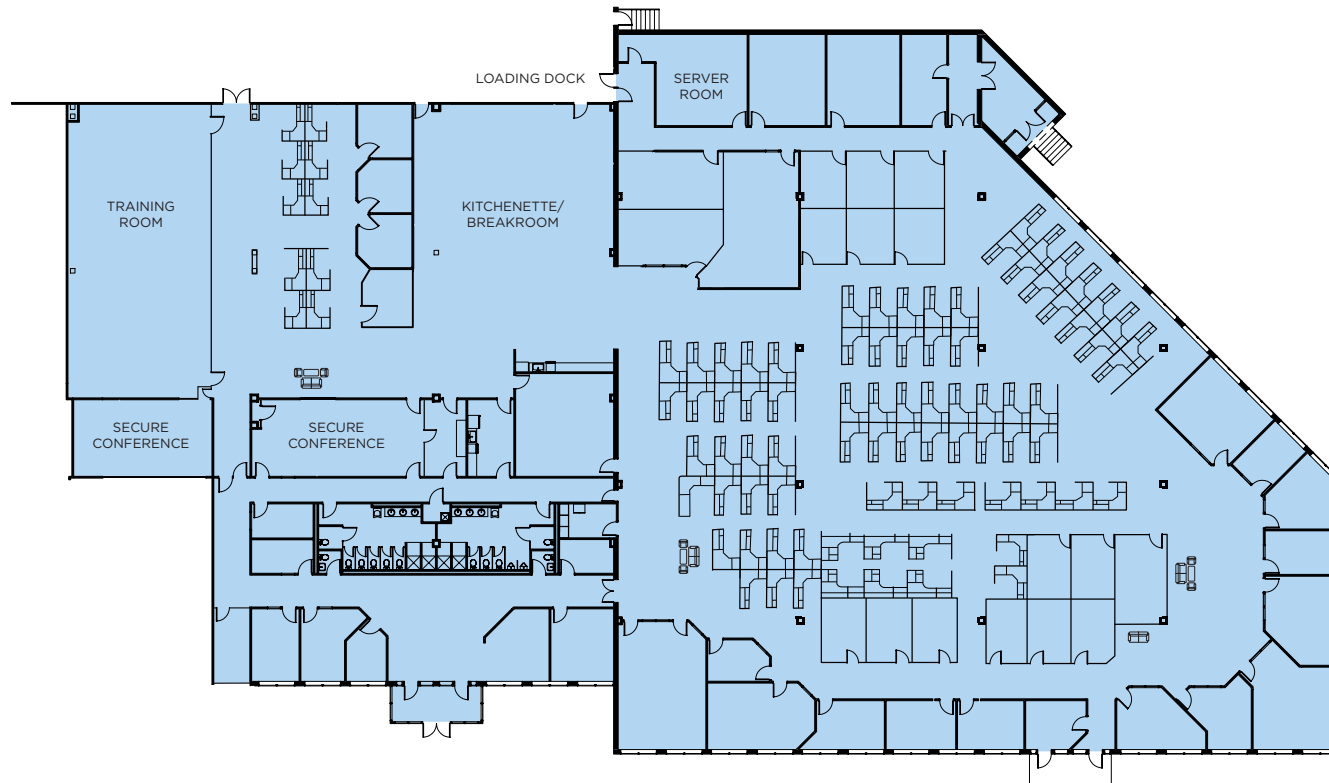 LOADING DOCK
SERVER
ROOM
TRAINING
ROOM
KITCHENETTE/
BREAKROOM
SECURE
CONFERENCE
SECURE
CONFERENCE